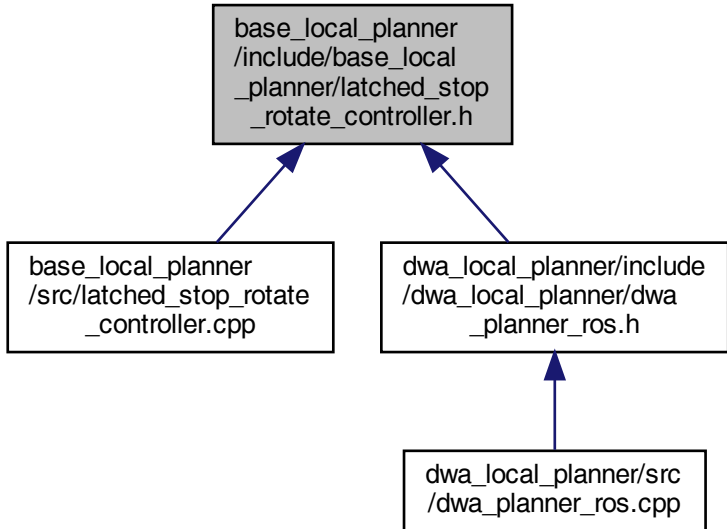 base_local_planner
/include/base_local
_planner/latched_stop
_rotate_controller.h
base_local_planner
/src/latched_stop_rotate
_controller.cpp
dwa_local_planner/include
/dwa_local_planner/dwa
_planner_ros.h
dwa_local_planner/src
/dwa_planner_ros.cpp